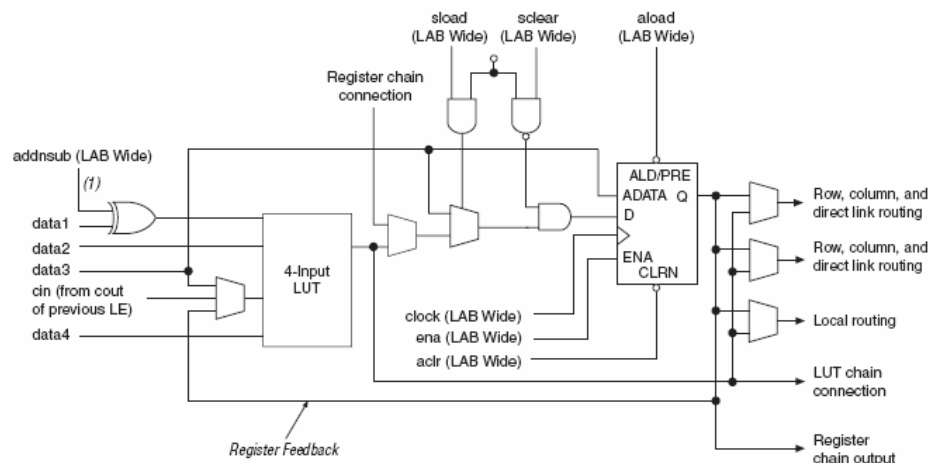 sload
(LAB Wide)
sclear
(LAB Wide)
aload
(LAB Wide)
Register chain
connection
addnsub (LAB Wide)
(1)
data1
data2
data3
cin (from cout
of previous LE)
data4
4-Input
LUT
ALD/PRE
ADATA Q
D
ENA
CLRN
clock (LAB Wide)
ena (LAB Wide)
aclr (LAB Wide)
Row, column, and
direct link routing
Row, column, and
direct link routing
Local routing
LUT chain
connection
Register
chain output
Register Feedback